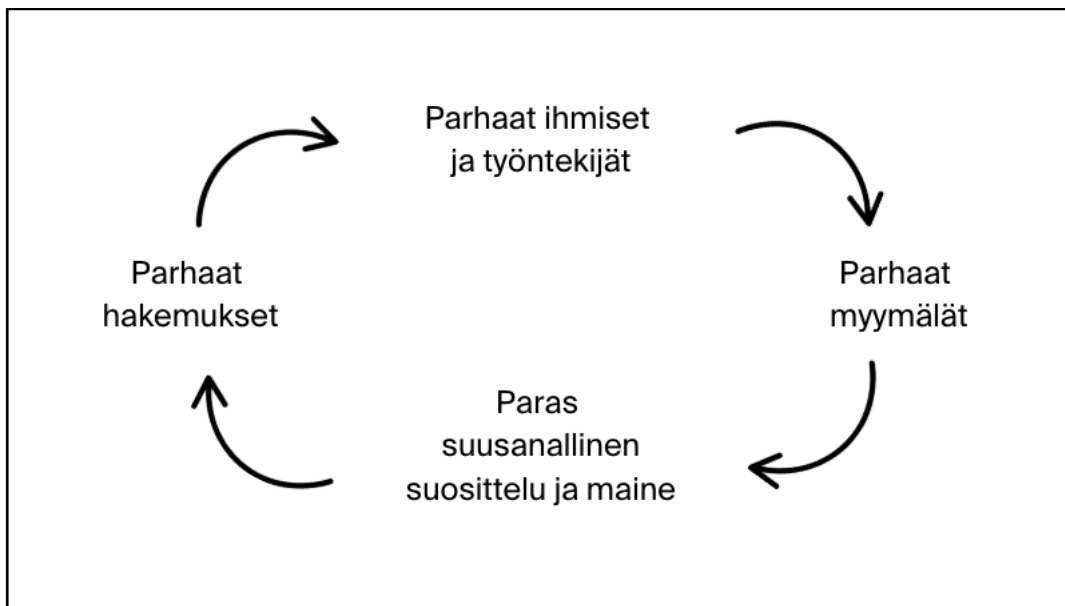 Parhaat ihmiset
ja työntekijät
Parhaat
hakemukset
Parhaat
myymälät
Paras
suusanallinen
suosittelu ja maine